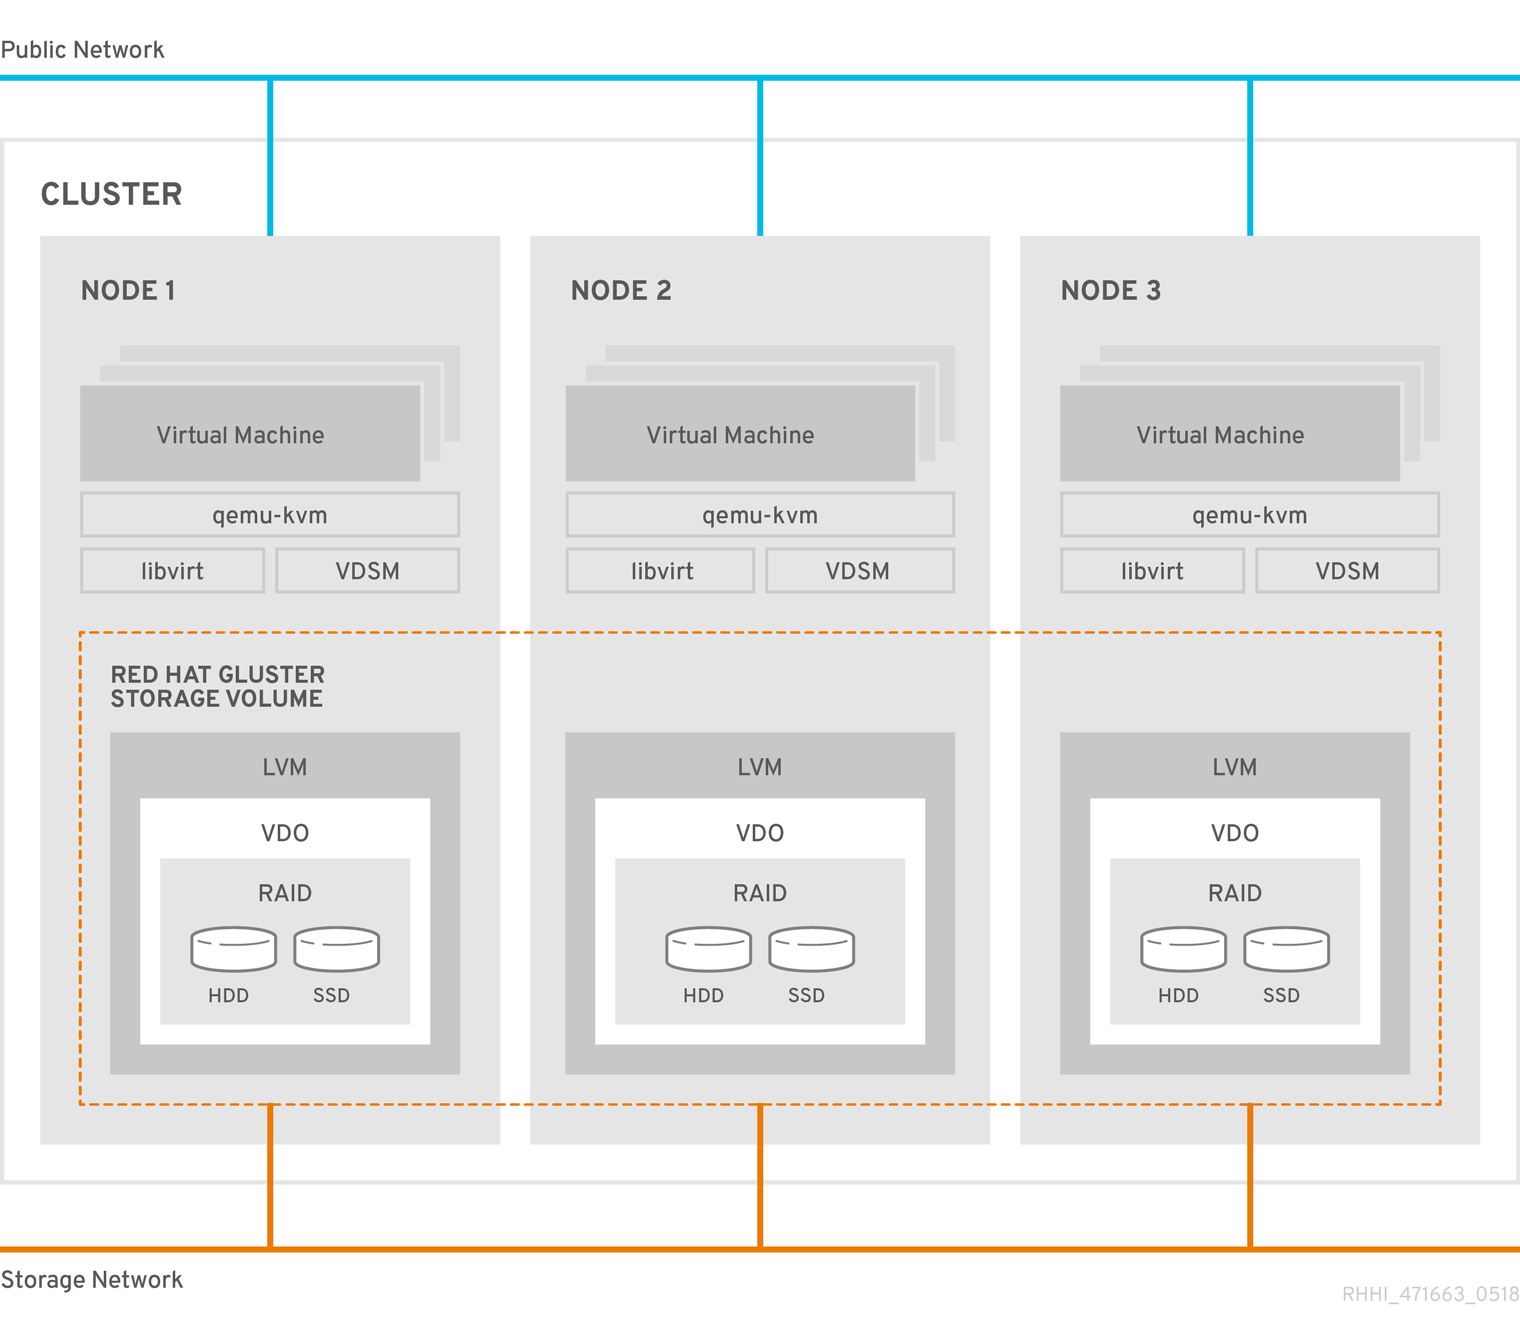 Public Network
CLUSTER
NODE 1
Virtual Machine
qemu-kvm
libvirt
VDSM
NODE 2
Virtual Machine
qemu-kvm
libvirt
VDSM
NODE 3
Virtual Machine
qemu-kvm
libvirt
VDSM
RED HAT GLUSTER
STORAGE VOLUME
LVM
VDO
RAID
HDD
SSD
LVM
VDO
RAID
HDD
SSD
LVM
VDO
RAID
HDD
SSD
Storage Network
RHHI_471663_0518